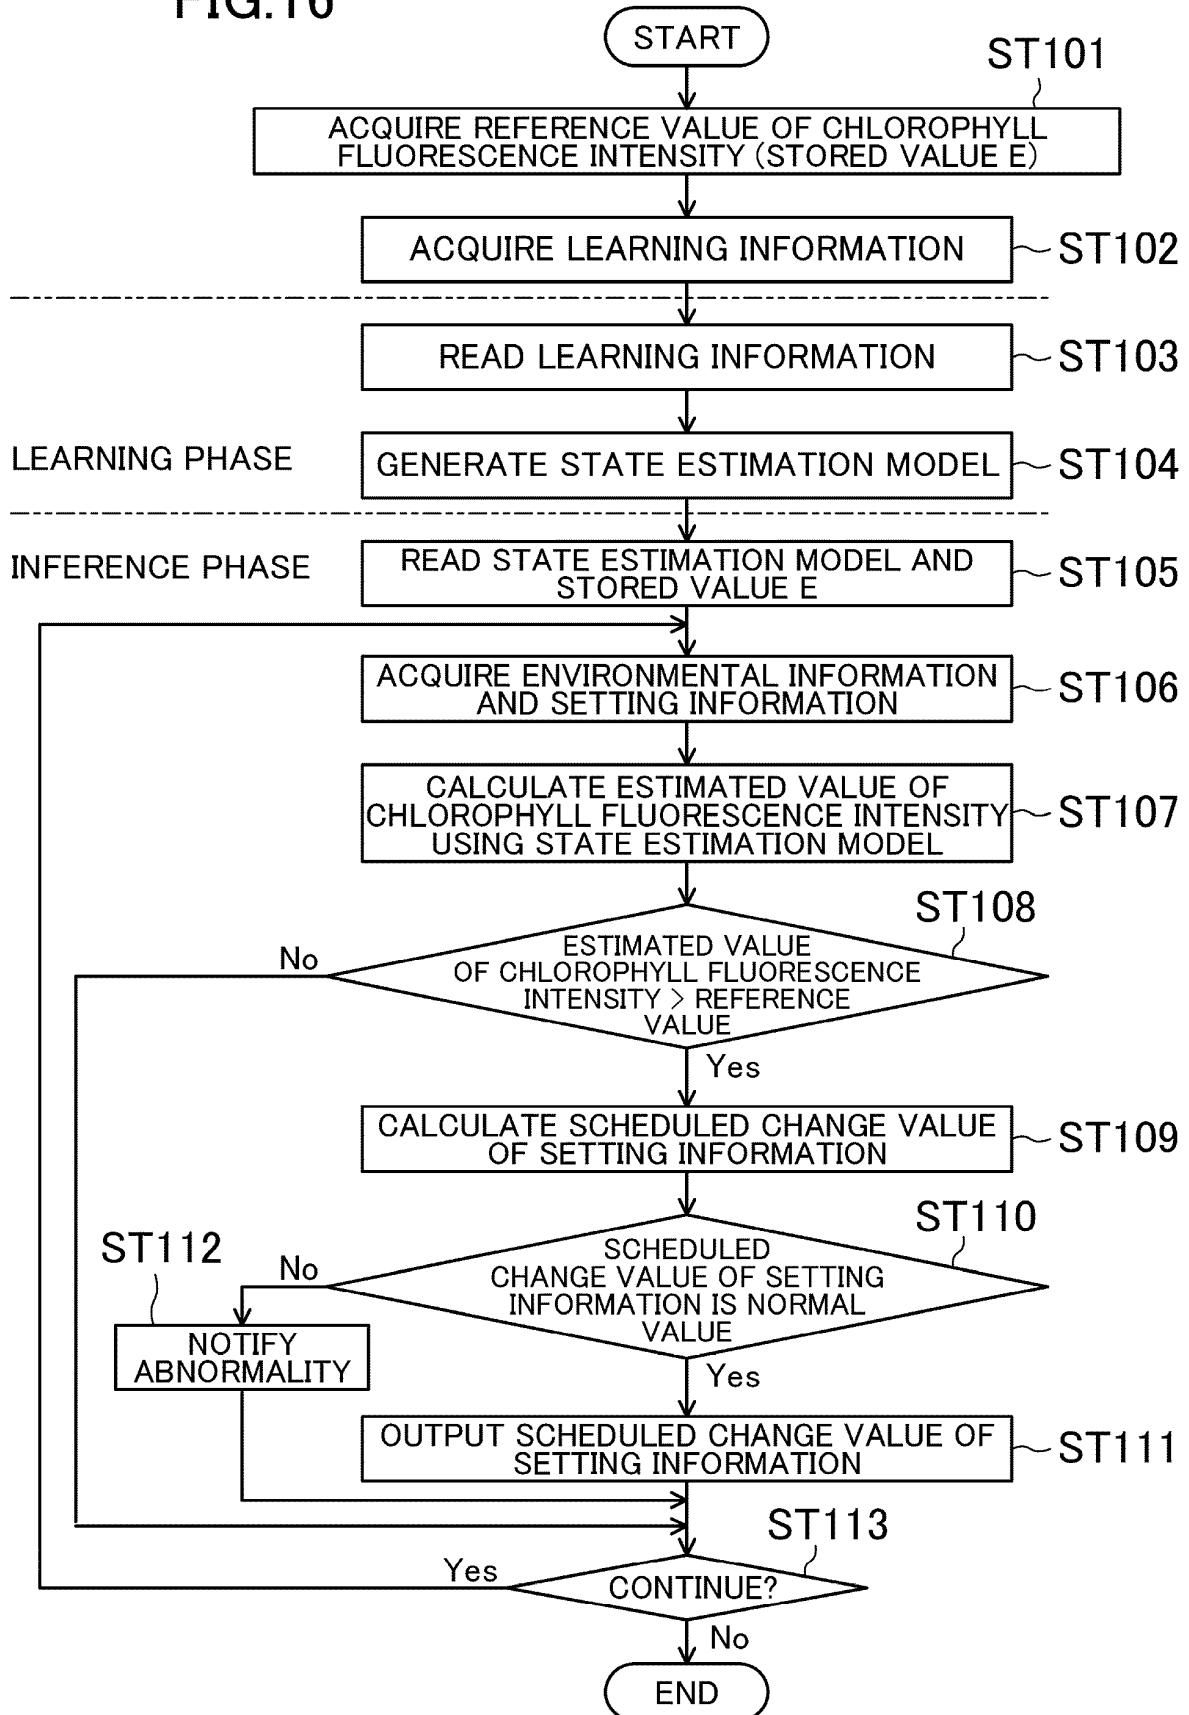 FIG.16
START
ST101
ACQUIRE REFERENCE VALUE OF CHLOROPHYLL
FLUORESCENCE INTENSITY (STORED VALUE E)
ACQUIRE LEARNING INFORMATION
ST102
READ LEARNING INFORMATION
ST103
LEARNING PHASE
GENERATE STATE ESTIMATION MODEL
ST104
INFERENCE PHASE
READ STATE ESTIMATION MODEL AND
STORED VALUE E
ST105
ACQUIRE ENVIRONMENTAL INFORMATION
AND SETTING INFORMATION
ST106
CALCULATE ESTIMATED VALUE OF
CHLOROPHYLL FLUORESCENCE INTENSITY
USING STATE ESTIMATION MODEL
ST107
ST108
No
ESTIMATED VALUE
OF CHLOROPHYLL FLUORESCENCE
INTENSITY > REFERENCE
VALUE
Yes
CALCULATE SCHEDULED CHANGE VALUE
OF SETTING INFORMATION
ST109
ST110
ST112
No
SCHEDULED
CHANGE VALUE OF SETTING
INFORMATION IS NORMAL
VALUE
NOTIFY
ABNORMALITY
Yes
OUTPUT SCHEDULED CHANGE VALUE OF
SETTING INFORMATION
ST111
ST113
Yes
CONTINUE?
No
END